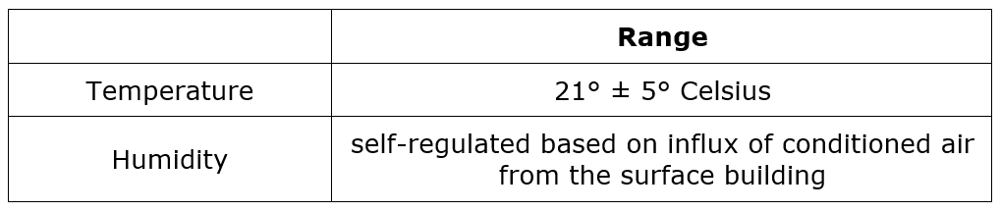 Range
Temperature
21° ± 5° Celsius
Humidity
self-regulated based on influx of conditioned air
from the surface building